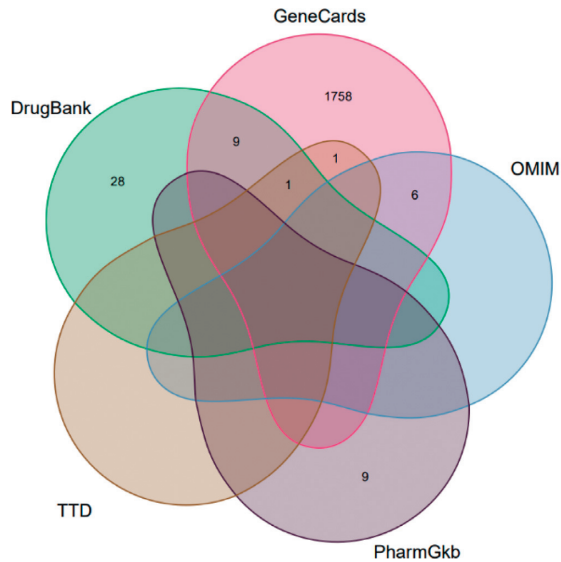 GeneCards
1758
DrugBank
9
1
OMIM
28
1
6
9
TTD
PharmGkb